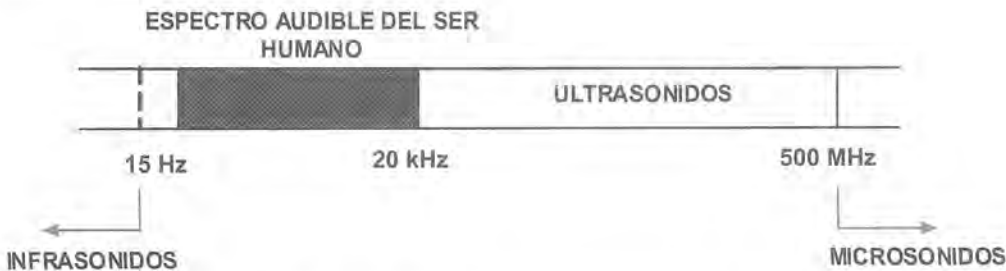 ESPECTRO AUDIBLE DEL SER
HUMANO
ULTRASONIDOS
15 Hz
20 kHz
500 MHz
INFRASONIDOS
MICROSONIDOS